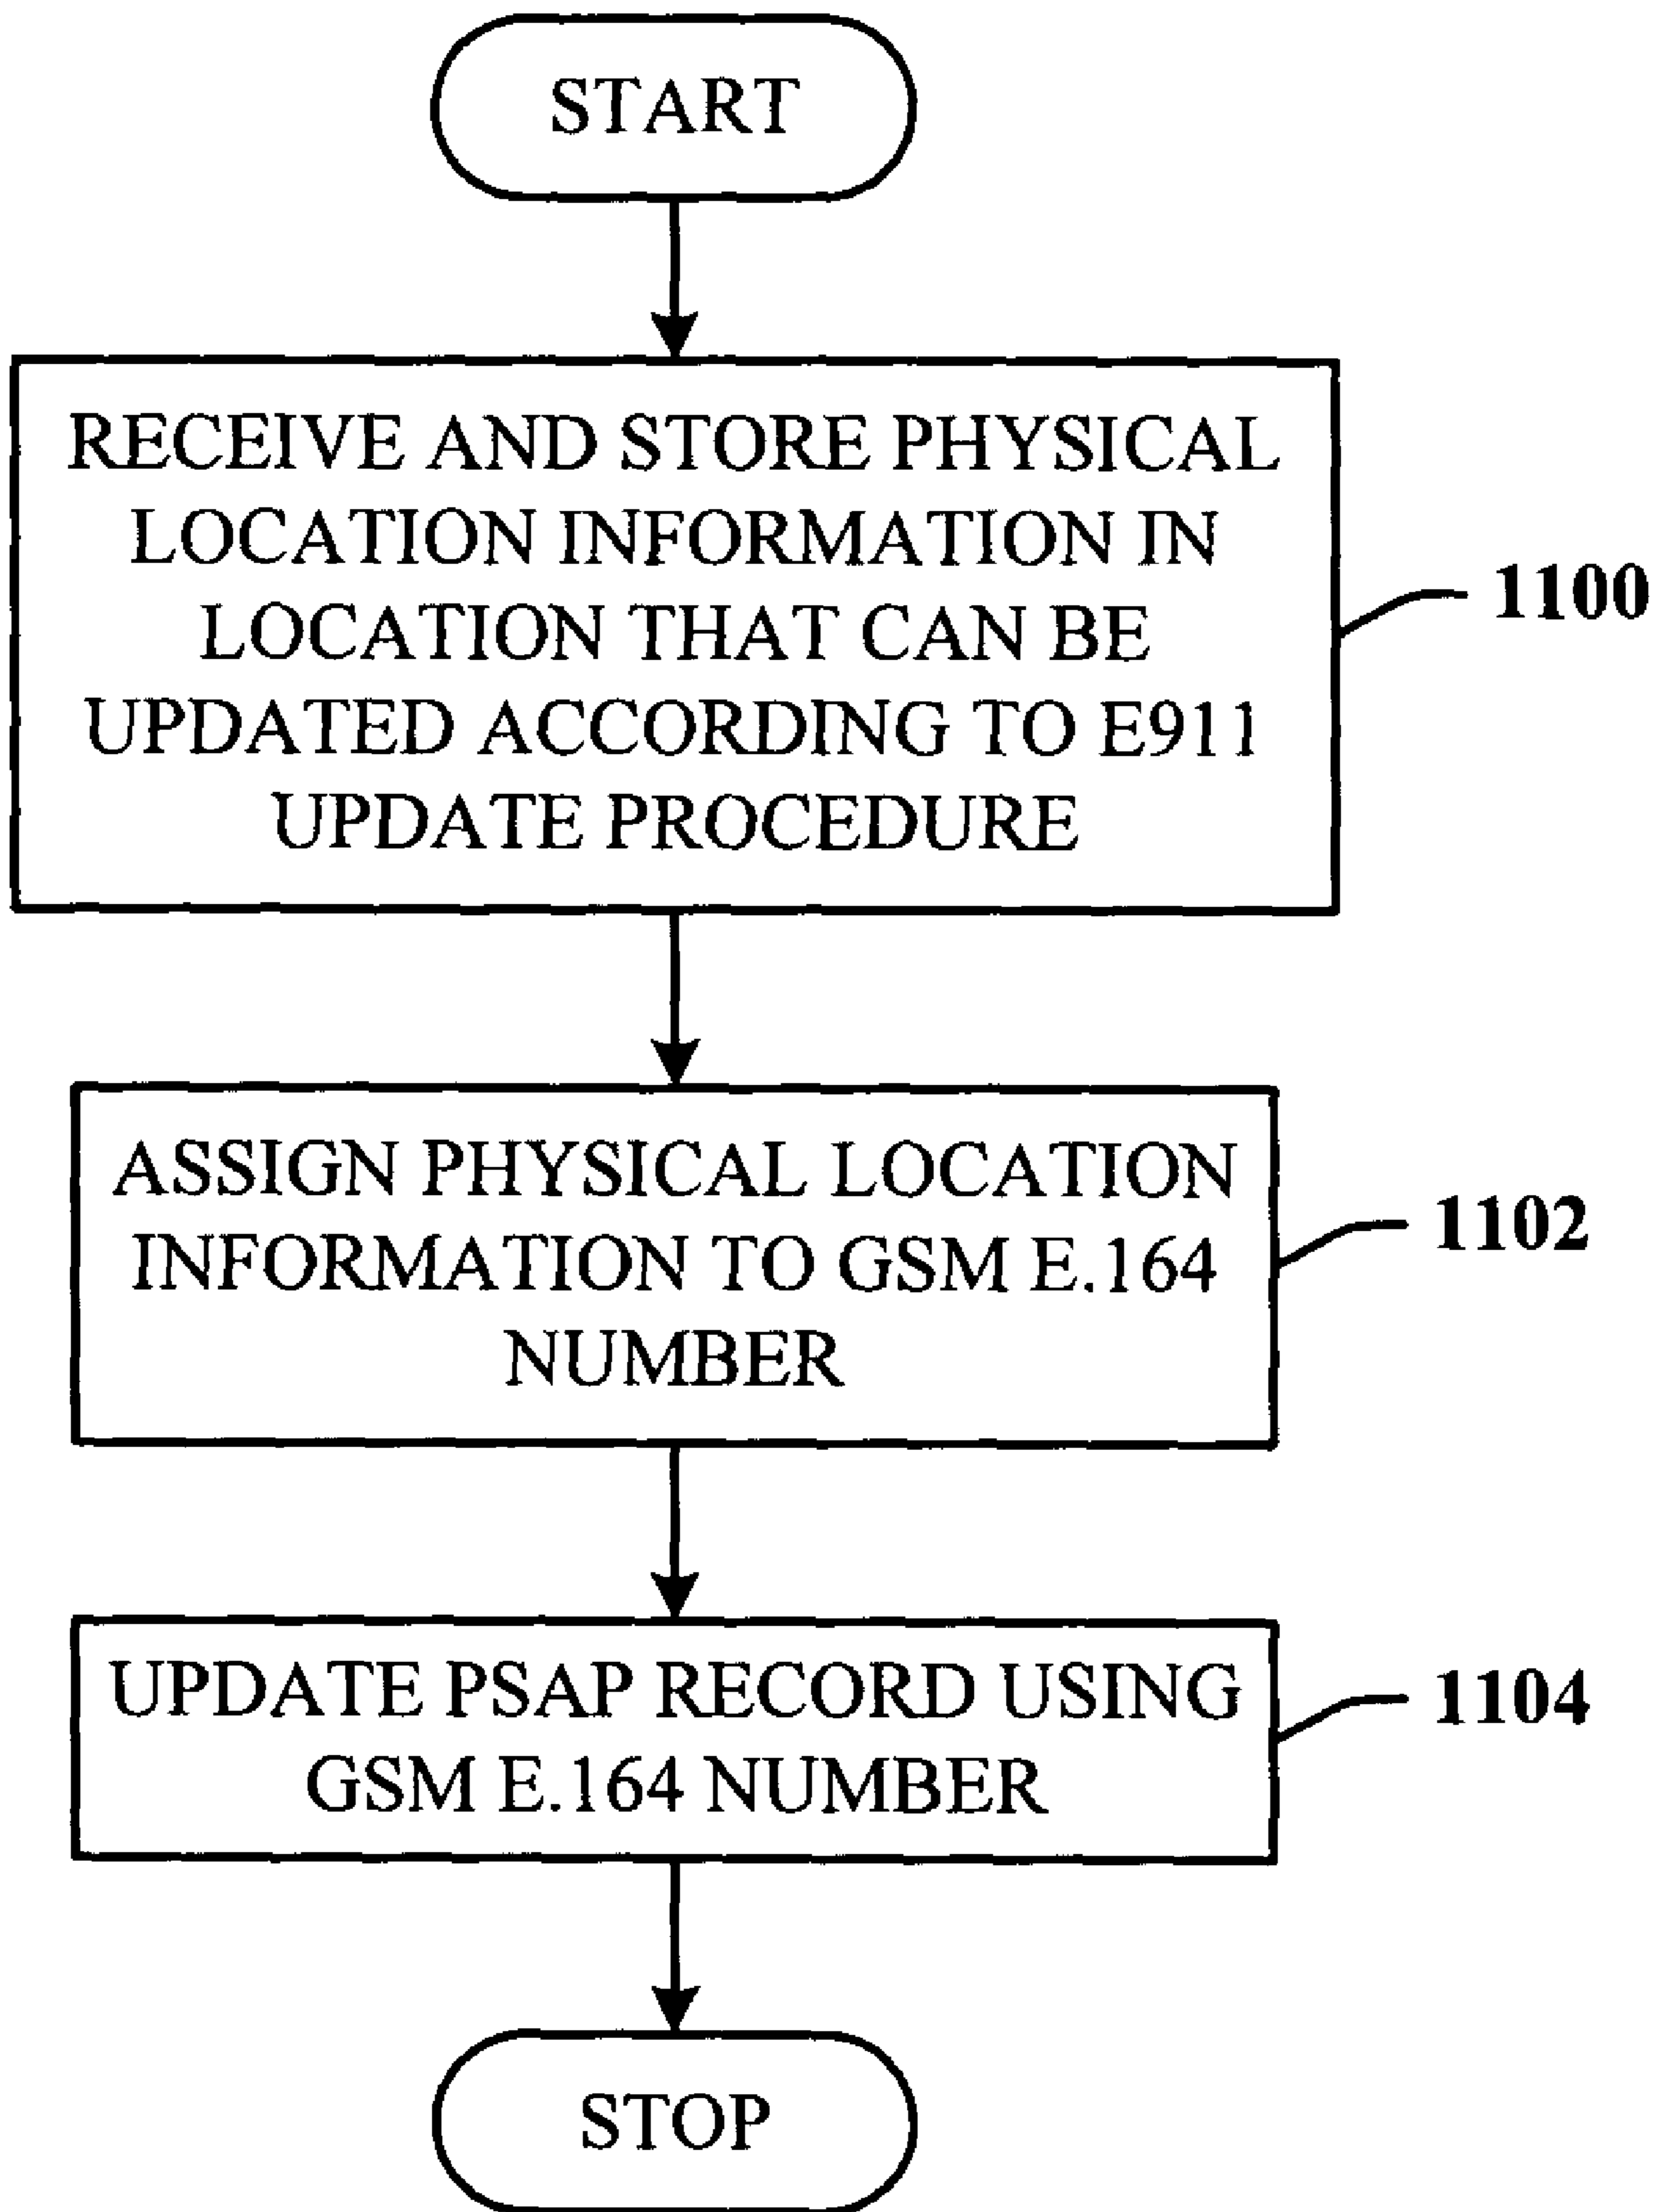 START
RECEIVE AND STORE PHYSICAL
LOCATION INFORMATION IN
LOCATION THAT CAN BE
UPDATED ACCORDING TO E911
UPDATE PROCEDURE
1100
ASSIGN PHYSICAL LOCATION
INFORMATION TO GSM E.164
NUMBER
1102
UPDATE PSAP RECORD USING
GSM E.164 NUMBER
1104
STOP